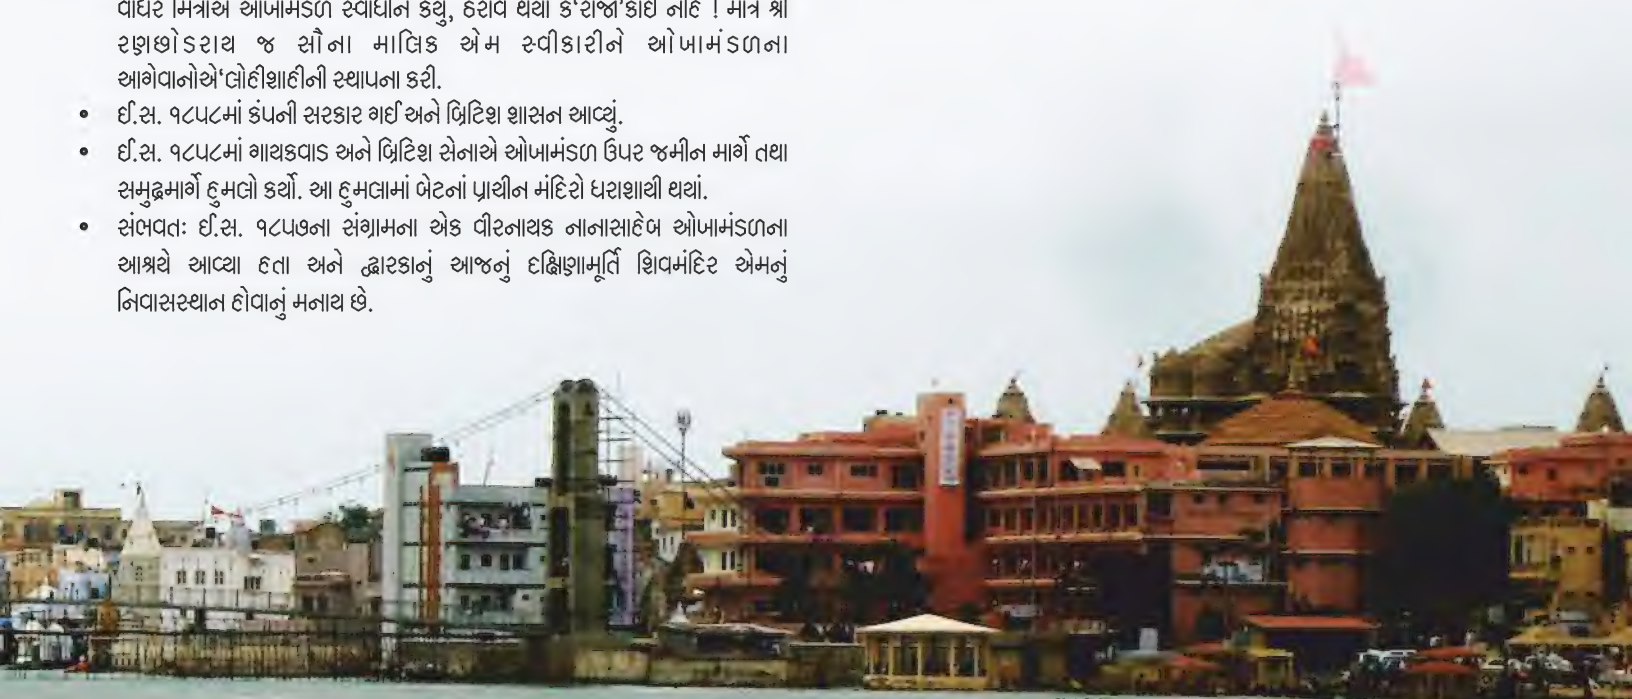 વાઘેર મિત્રોએ ઓખામંડળ સ્વાધીન કર્યું, ઠરાવ થયો કે‘રાજા’કોઈ નહિ ! માત્ર શ્રી
રણછોડરાય જ સૌના માલિક એમ સ્વીકારીને ઓખામંડળના
આગેવાનોએ‘લોહીશાહીની સ્થાપના કરી.
• ઈ.સ. ૧૮૫૮માં કંપની સરકાર ગઈ અને બ્રિટિશ શાસન આવ્યું.
• ઈ.સ. ૧૮૫૮માં ગાયકવાડ અને બ્રિટિશ સેનાએ ઓખામંડળ ઉપર જમીન માર્ગે તથા
સમુદ્રમાર્ગે હુમલો કર્યો. આ હુમલામાં બેટનાં પ્રાચીન મંદિરો ધરાશાયી થયાં.
• સંભવતઃ ઈ.સ. ૧૮૫૭ના સંગ્રામના એક વીરનાયક નાનાસાહેબ ઓખામંડળના
આશ્રયે આવ્યા હતા અને દ્વારકાનું આજનું દક્ષિણામૂર્તિ શિવમંદિર એમનું
નિવાસસ્થાન હોવાનું મનાય છે.